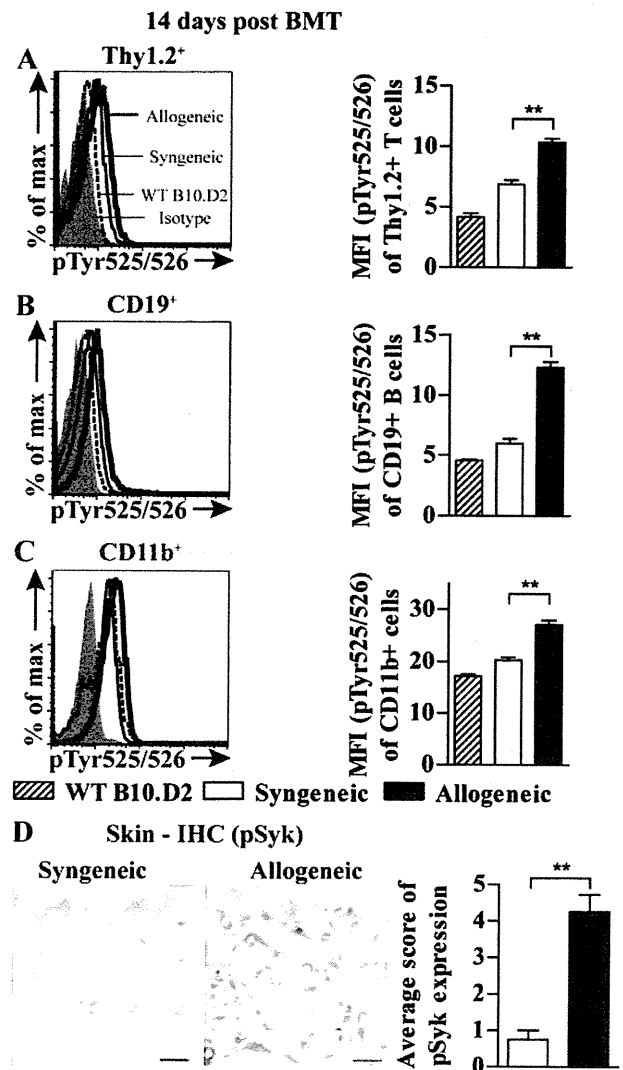 14 days post BMT
A
Thy1.2+
% of max
Allogeneic
Syngeneic
WT B10.D2
Isotype
pTyr525/526
MFI (pTyr525/526)
of Thy1.2+ T cells
15
10
5
0
**
B
CD19+
% of max
pTyr525/526
MFI (pTyr525/526)
of CD19+ B cells
15
10
5
0
**
C
CD11b+
% of max
pTyr525/526
MFI (pTyr525/526)
of CD11b+ cells
30
20
10
0
**
WT B10.D2 Syngeneic Allogeneic
D Skin - IHC (pSyk)
Syngeneic Allogeneic
Average score of
pSyk expression
5
4
3
2
1
0
**